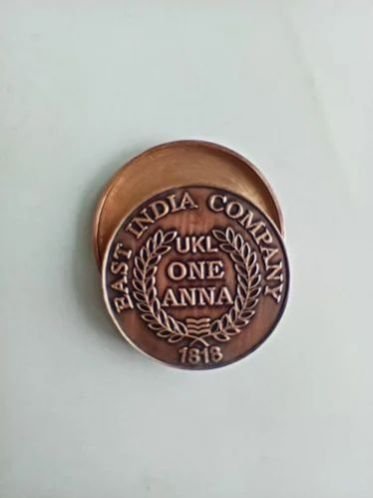 EAST INDIA COMPANY
UKL
ONE
ANNA
1818